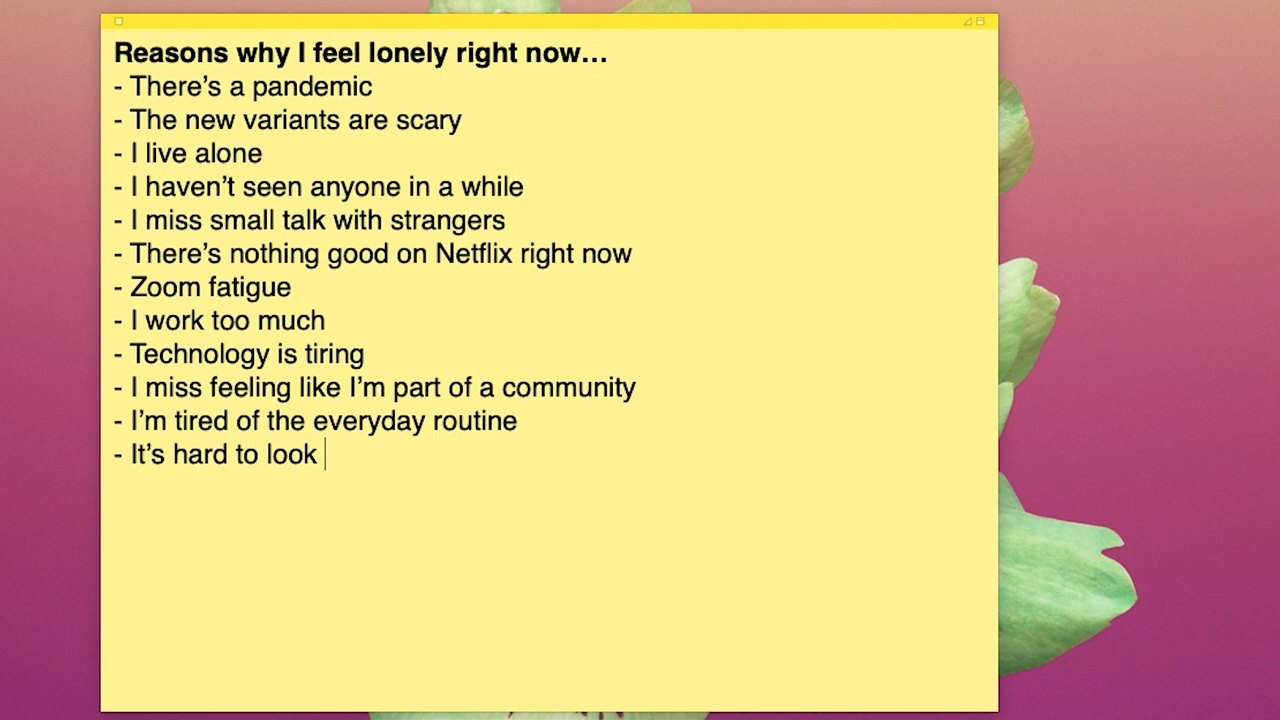 Reasons why I feel lonely right now…
- There’s a pandemic
- The new variants are scary
- I live alone
- I haven’t seen anyone in a while
- I miss small talk with strangers
- There’s nothing good on Netflix right now
- Zoom fatigue
- I work too much
- Technology is tiring
- I miss feeling like I’m part of a community
- I’m tired of the everyday routine
- It’s hard to look